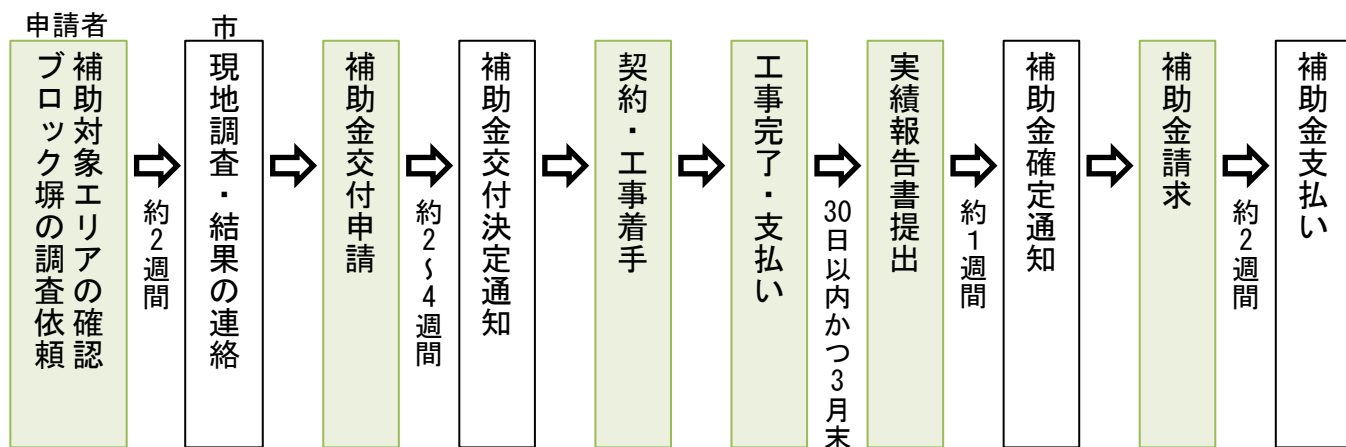 申請者
補助対象エリアの確認
ブロック塀の調査依頼
約2週間
市
現地調査・結果の連絡
補助金交付申請
約2~4週間
補助金交付決定通知
契約・工事着手
工事完了・支払い
30日以内かつ3月末
実績報告書提出
約1週間
補助金確定通知
補助金請求
約2週間
補助金支払い